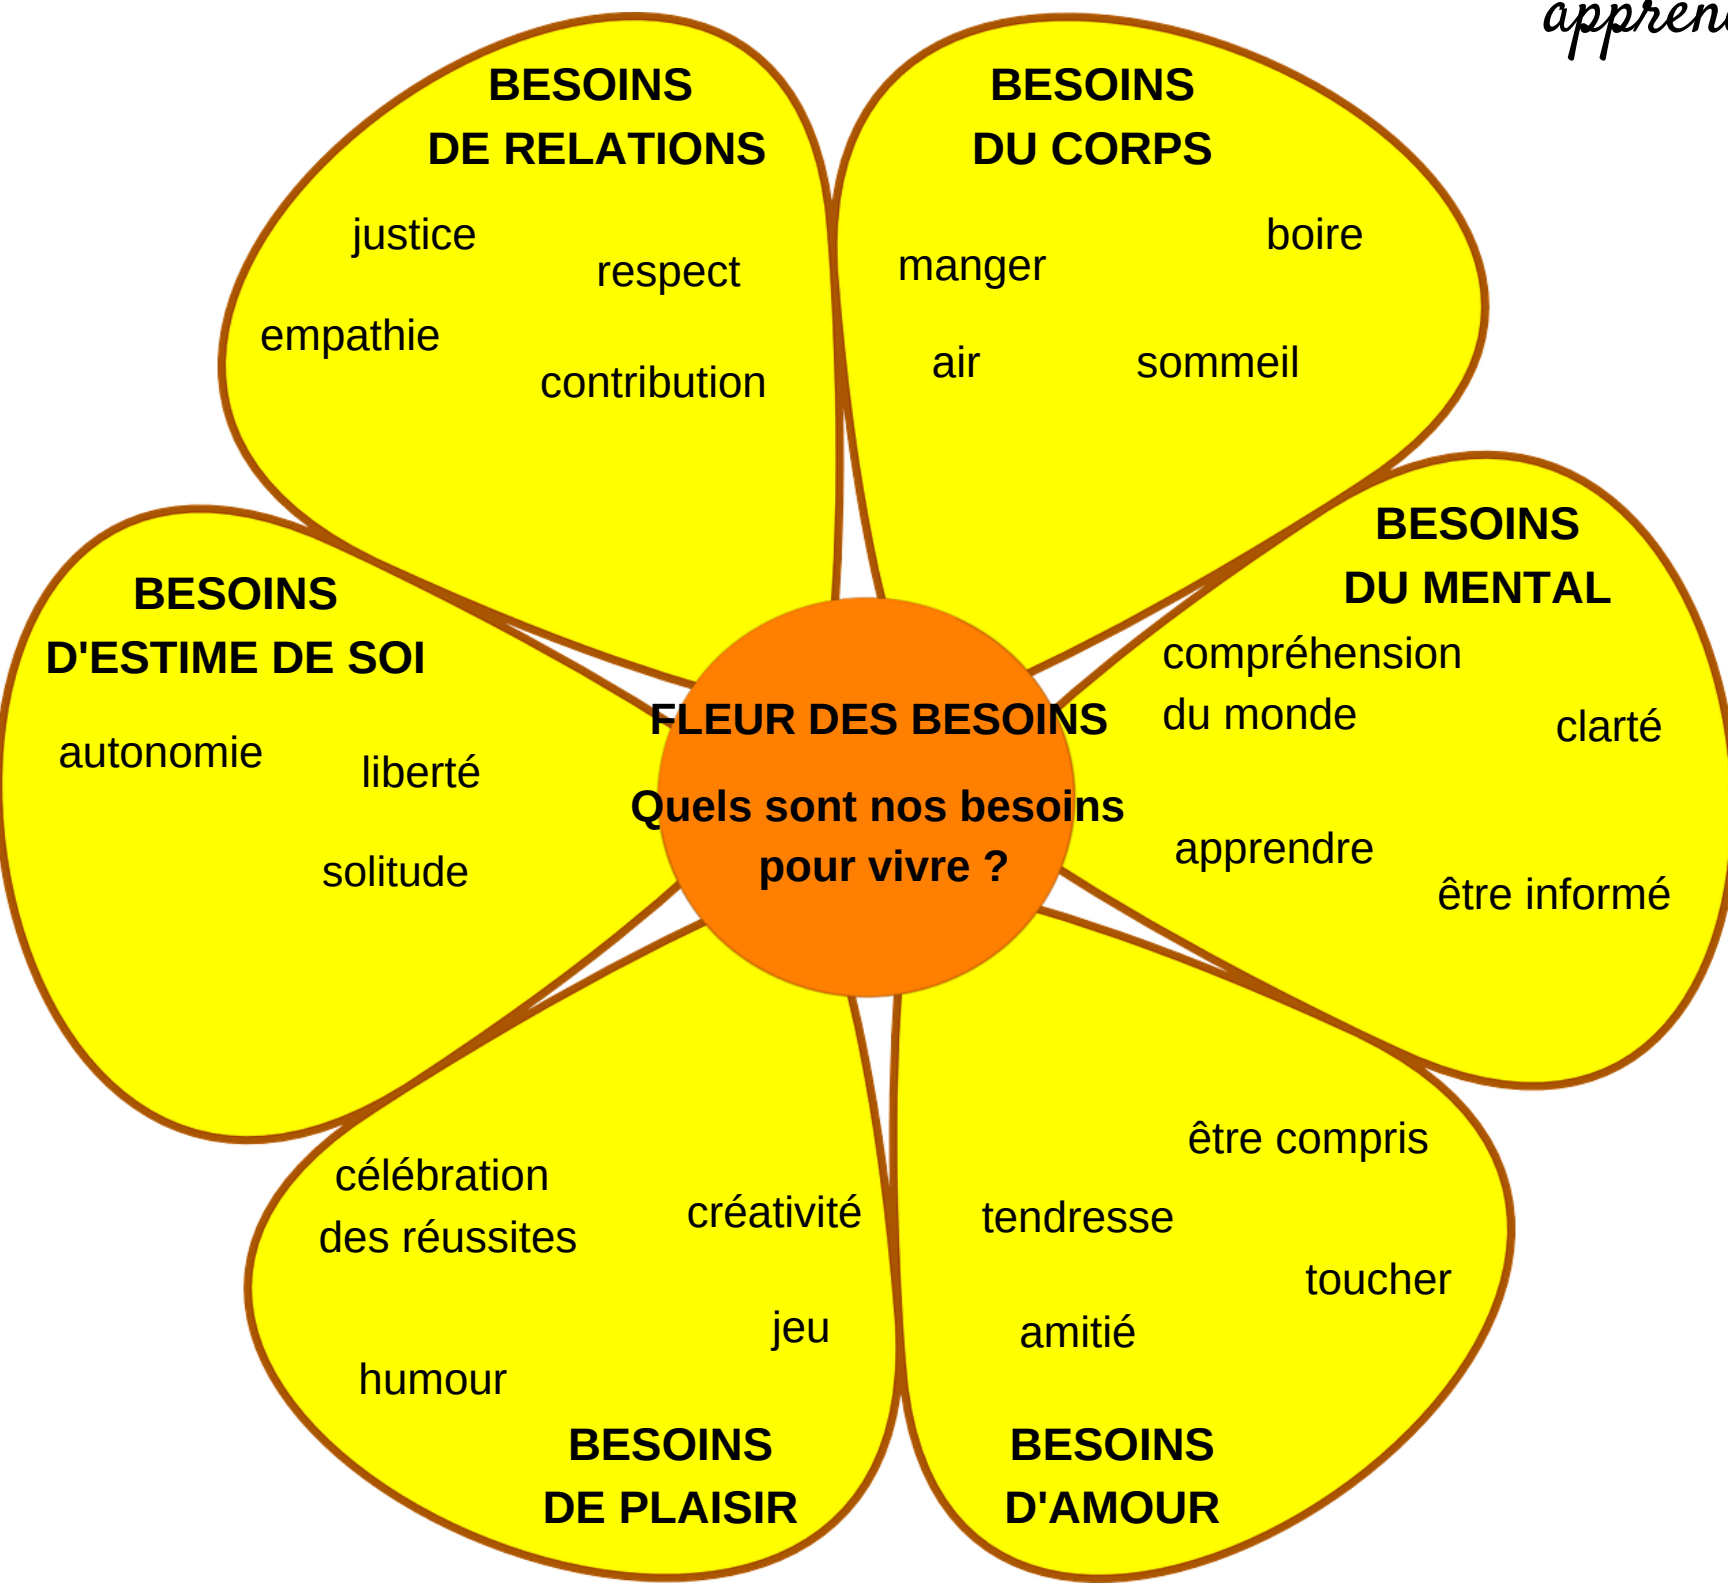 BESOINS
DE RELATIONS
justice
respect
empathie
contribution
BESOINS
DU CORPS
boire
manger
air
sommeil
BESOINS
DU MENTAL
compréhension
du monde
clarté
apprendre
être informé
BESOINS
D'ESTIME DE SOI
autonomie
liberté
solitude
FLEUR DES BESOINS
Quels sont nos besoins
pour vivre ?
célébration
des réussites
créativité
jeu
humour
BESOINS
DE PLAISIR
être compris
tendresse
toucher
amitié
BESOINS
D'AMOUR